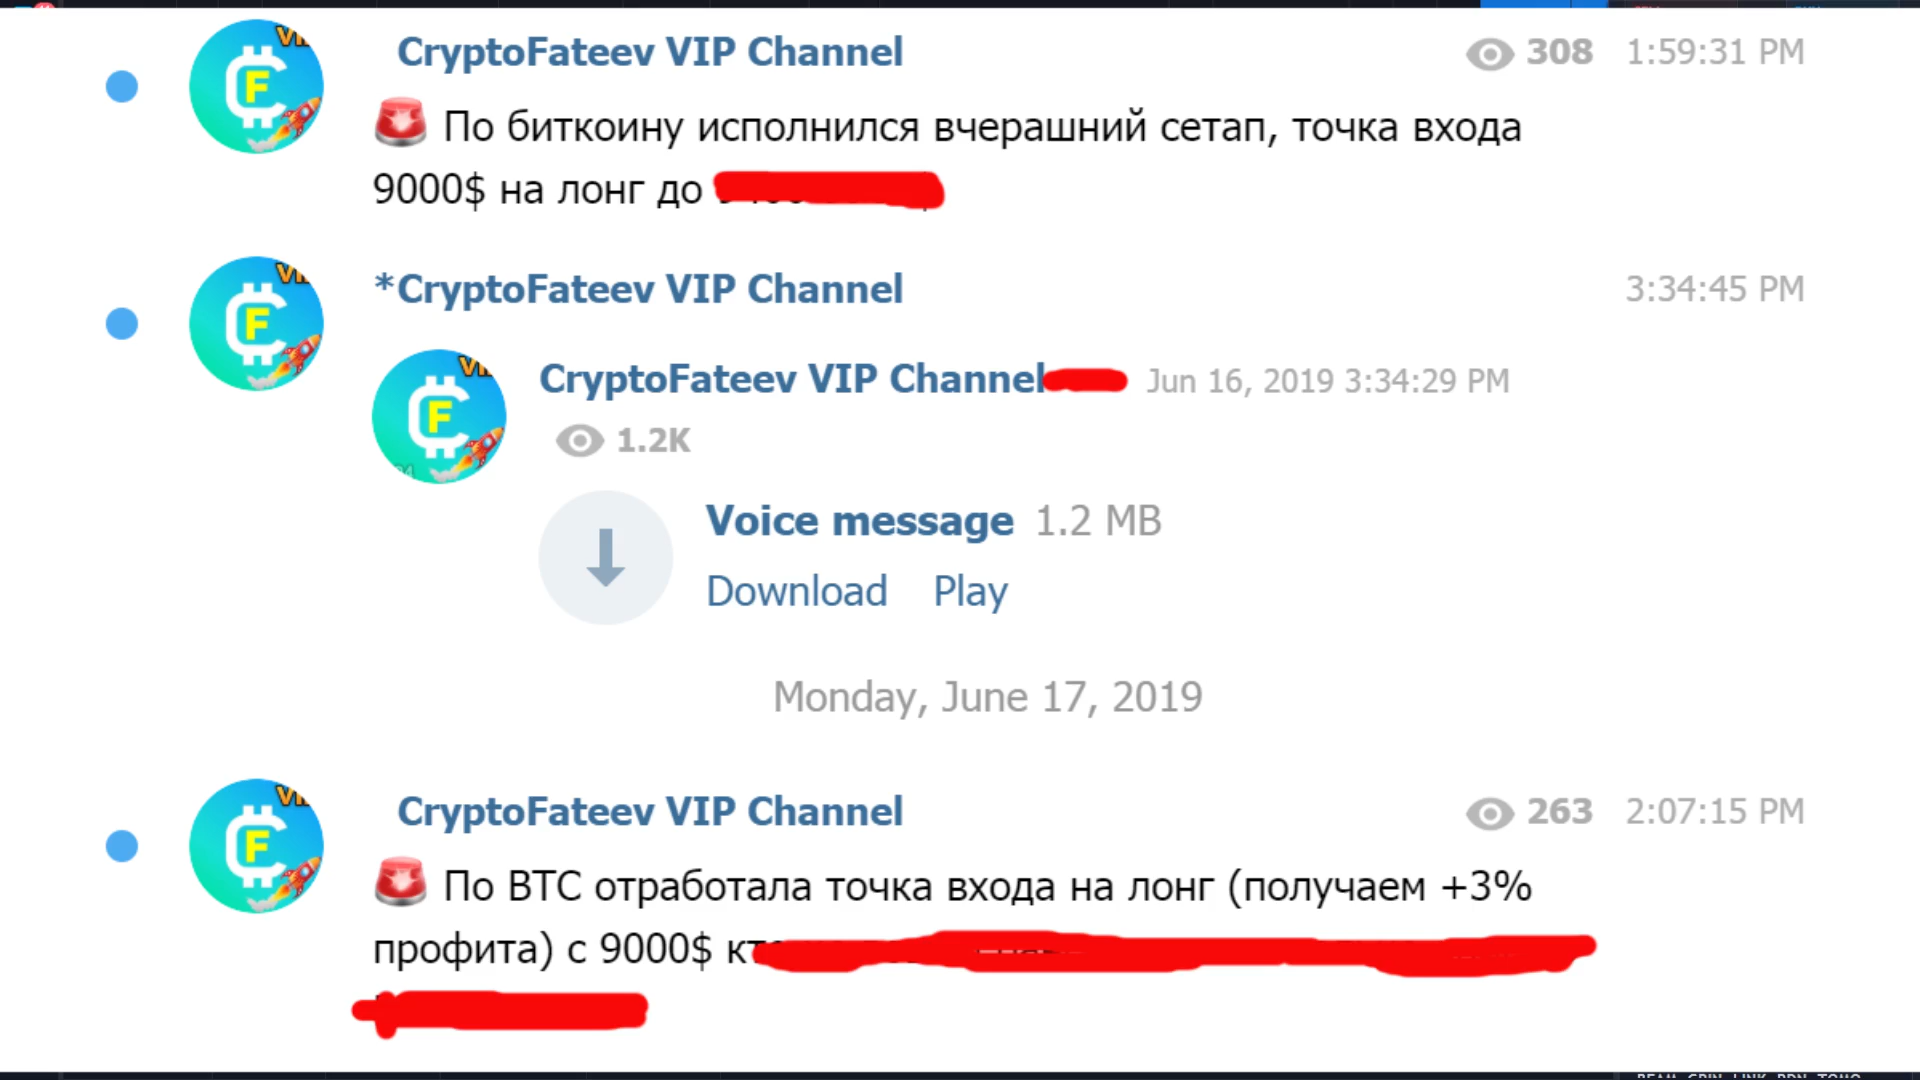 CryptoFateev VIP Channel 308 1:59:31 PM
По биткоину исполнился вчерашний сетап, точка входа
9000$ на лонг до
*CryptoFateev VIP Channel 3:34:45 PM
CryptoFateev VIP Channel Jun 16, 2019 3:34:29 PM
1.2K
Voice message 1.2 MB
Download Play
Monday, June 17, 2019
CryptoFateev VIP Channel 263 2:07:15 PM
По BTC отработала точка входа на лонг (получаем +3%
профита) с 9000$